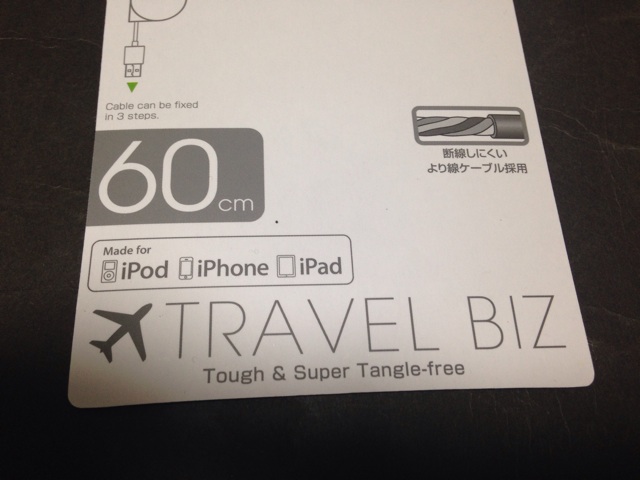 Cable can be fixed
in 3 steps.
60cm
断線しにくい
より線ケーブル採用
Made for
iPod iPhone iPad
TRAVEL BIZ
Tough & Super Tangle-free